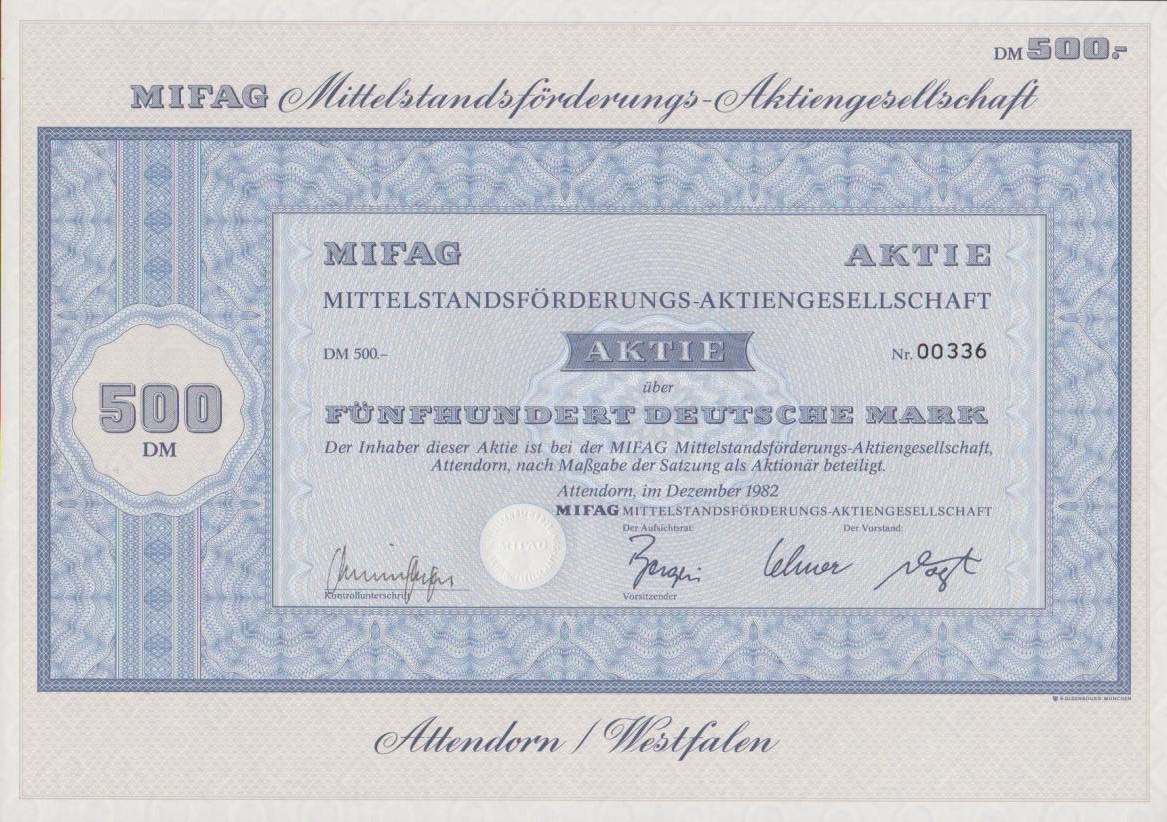 DM 500.-
MIFAG Mittelstandsförderungs-Aktiengesellschaft
MIFAG AKTIE
MITTELSTANDSFÖRDERUNGS-AKTIENGESELLSCHAFT
DM 500.– AKTIE Nr. 00336
über
FÜNFHUNDERT DEUTSCHE MARK
500
DM
Der Inhaber dieser Aktie ist bei der MIFAG Mittelstandsförderungs-Aktiengesellschaft,
Attendorn, nach Maßgabe der Satzung als Aktionär beteiligt.
Attendorn, im Dezember 1982
MIFAG MITTELSTANDSFÖRDERUNGS-AKTIENGESELLSCHAFT
Der Aufsichtsrat: Der Vorstand:
MIFAG
Vogt
Kontrollunterschrift Vorsitzender
MÜNCHEN
Attendorn / Westfalen